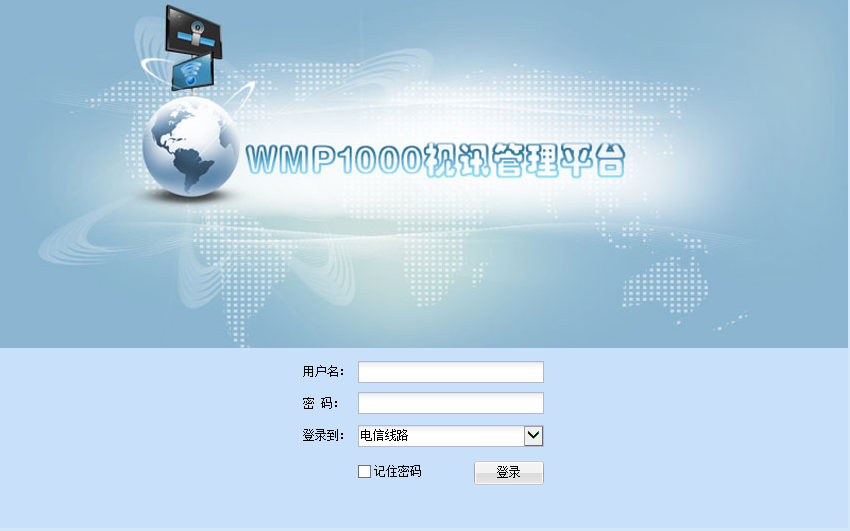 WMP1000视讯管理平台
用户名：
密 码：
登录到： 电信线路
记住密码 登录